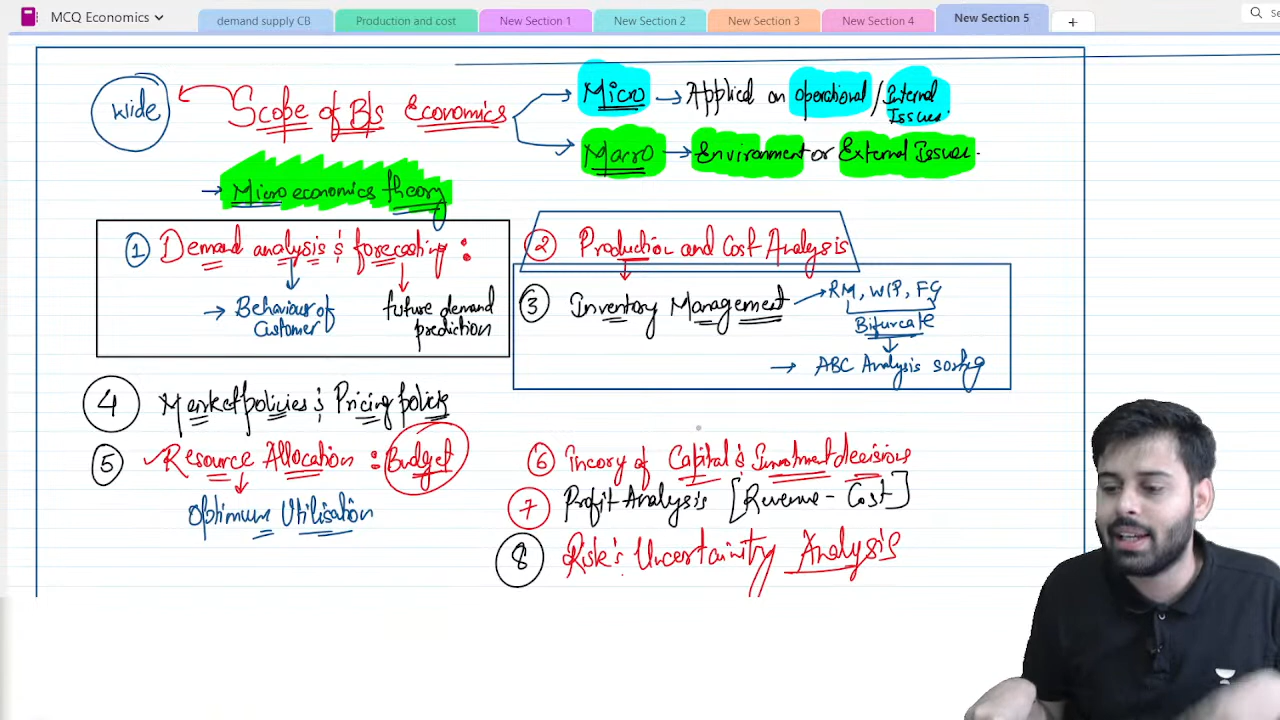 MCQ Economics
demand supply CB
Production and cost
New Section 1
New Section 2
New Section 3
New Section 4
New Section 5
+
Se
Wide
Scope of B/s Economics
Micro → Applied on operational / Internal
Issues
Macro → Environment or External Issues.
→ Micro economics theory
① Demand analysis & forecasting :
→ Behaviour of
Customer
future demand
prediction
② Production and Cost Analysis
③ Inventory Management → RM, WIP, FG
Bifurcate
→ ABC Analysis sorting
④ Market policies & Pricing policies
⑤ ✓ Resource Allocation : Budget
Optimum Utilisation
⑥ Theory of Capital & Investment decisions
⑦ Profit Analysis [Revenue - Cost]
⑧ Risk & Uncertainity Analysis